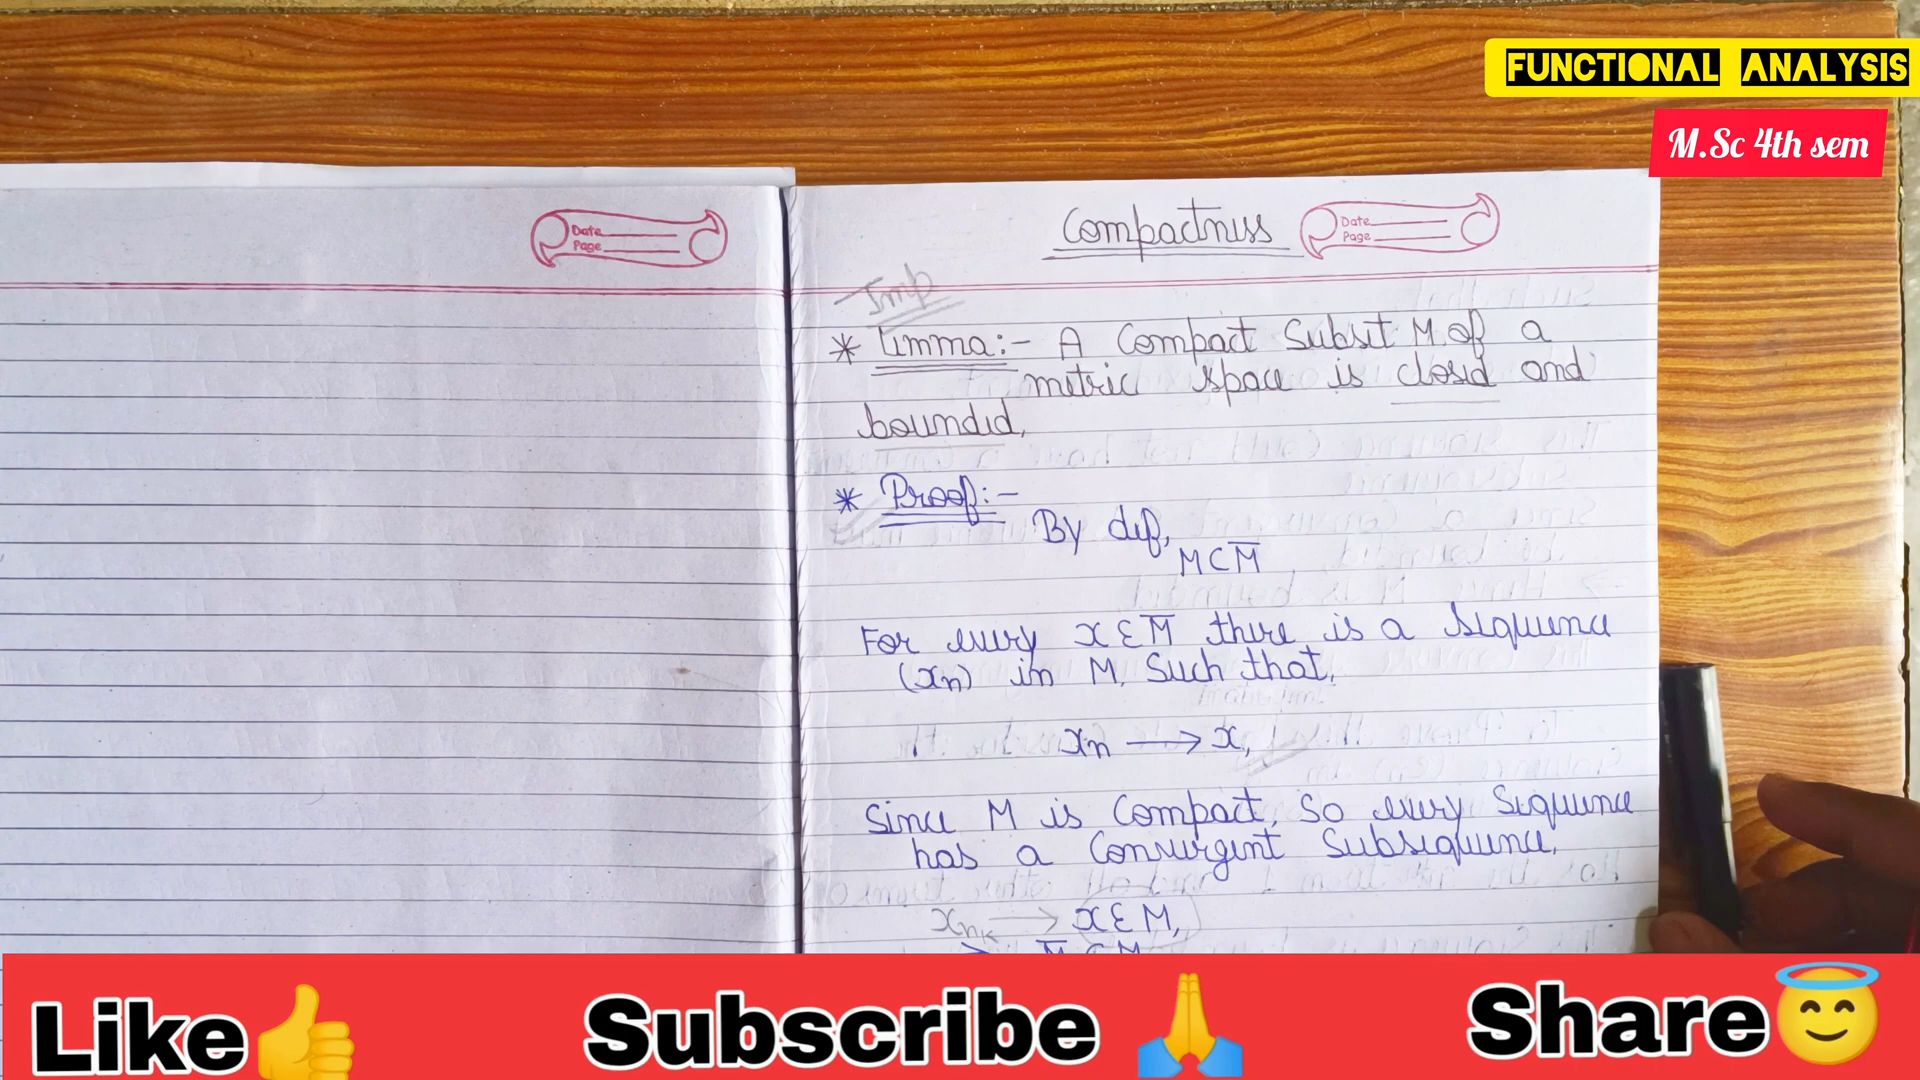 FUNCTIONAL ANALYSIS
M.Sc 4th sem
Date
Page
Compactness
Date
Page
Imp
* Lemma:- A Compact Subset M of a
metric space is closed and
bounded,
* Proof:-
By def,
M ⊂ M̅
For every x ∈ M̅ there is a sequence
(xₙ) in M. Such that,
xₙ → x,
Since M is Compact, So every Sequence
has a Convergent Subsequence,
xₙₖ → x ∈ M,
Like👍
Subscribe 🙏
Share😇